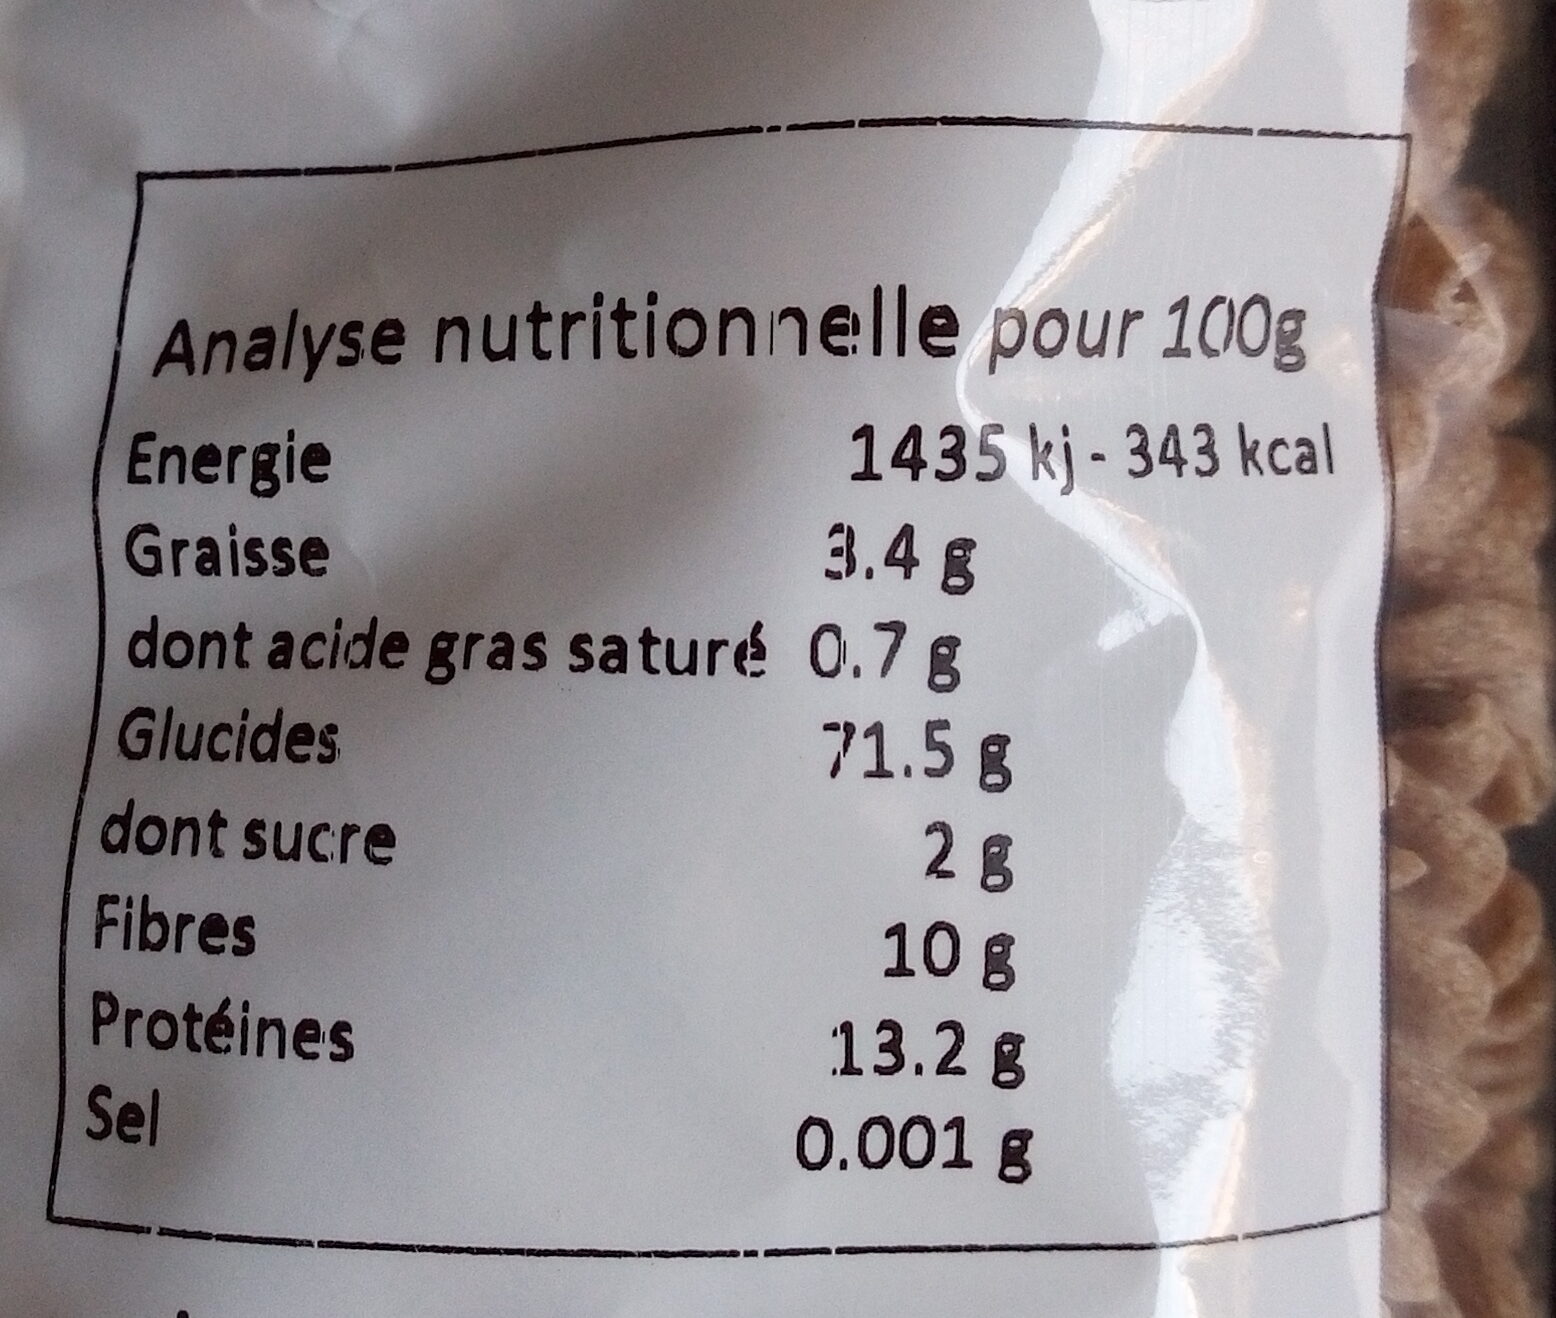 Analyse nutritionnelle pour 100g
Energie 1435 kj - 343 kcal
Graisse 3.4 g
dont acide gras saturé 0.7 g
Glucides 71.5 g
dont sucre 2 g
Fibres 10 g
Protéines 13.2 g
Sel 0.001 g